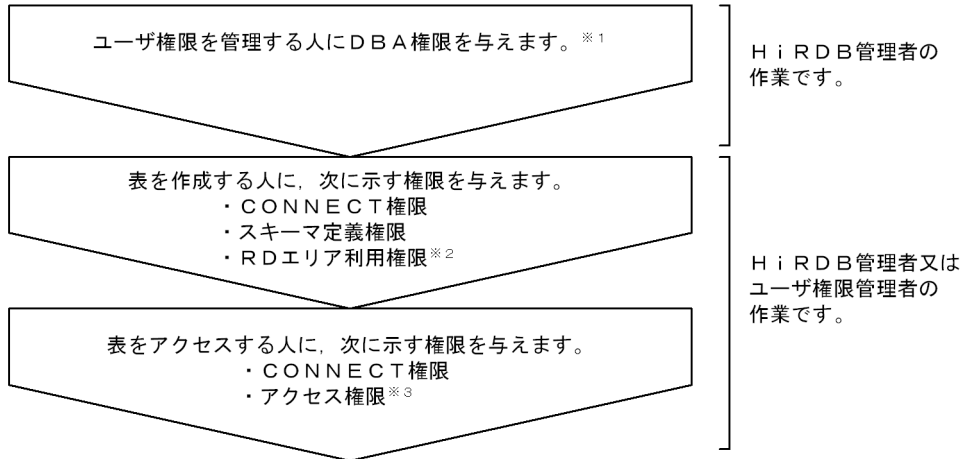 ユーザ権限を管理する人にＤＢＡ権限を与えます。※１
ＨｉＲＤＢ管理者の
作業です。
表を作成する人に，次に示す権限を与えます。
・ＣＯＮＮＥＣＴ権限
・スキーマ定義権限
・ＲＤエリア利用権限※２
ＨｉＲＤＢ管理者又は
ユーザ権限管理者の
作業です。
表をアクセスする人に，次に示す権限を与えます。
・ＣＯＮＮＥＣＴ権限
・アクセス権限※３